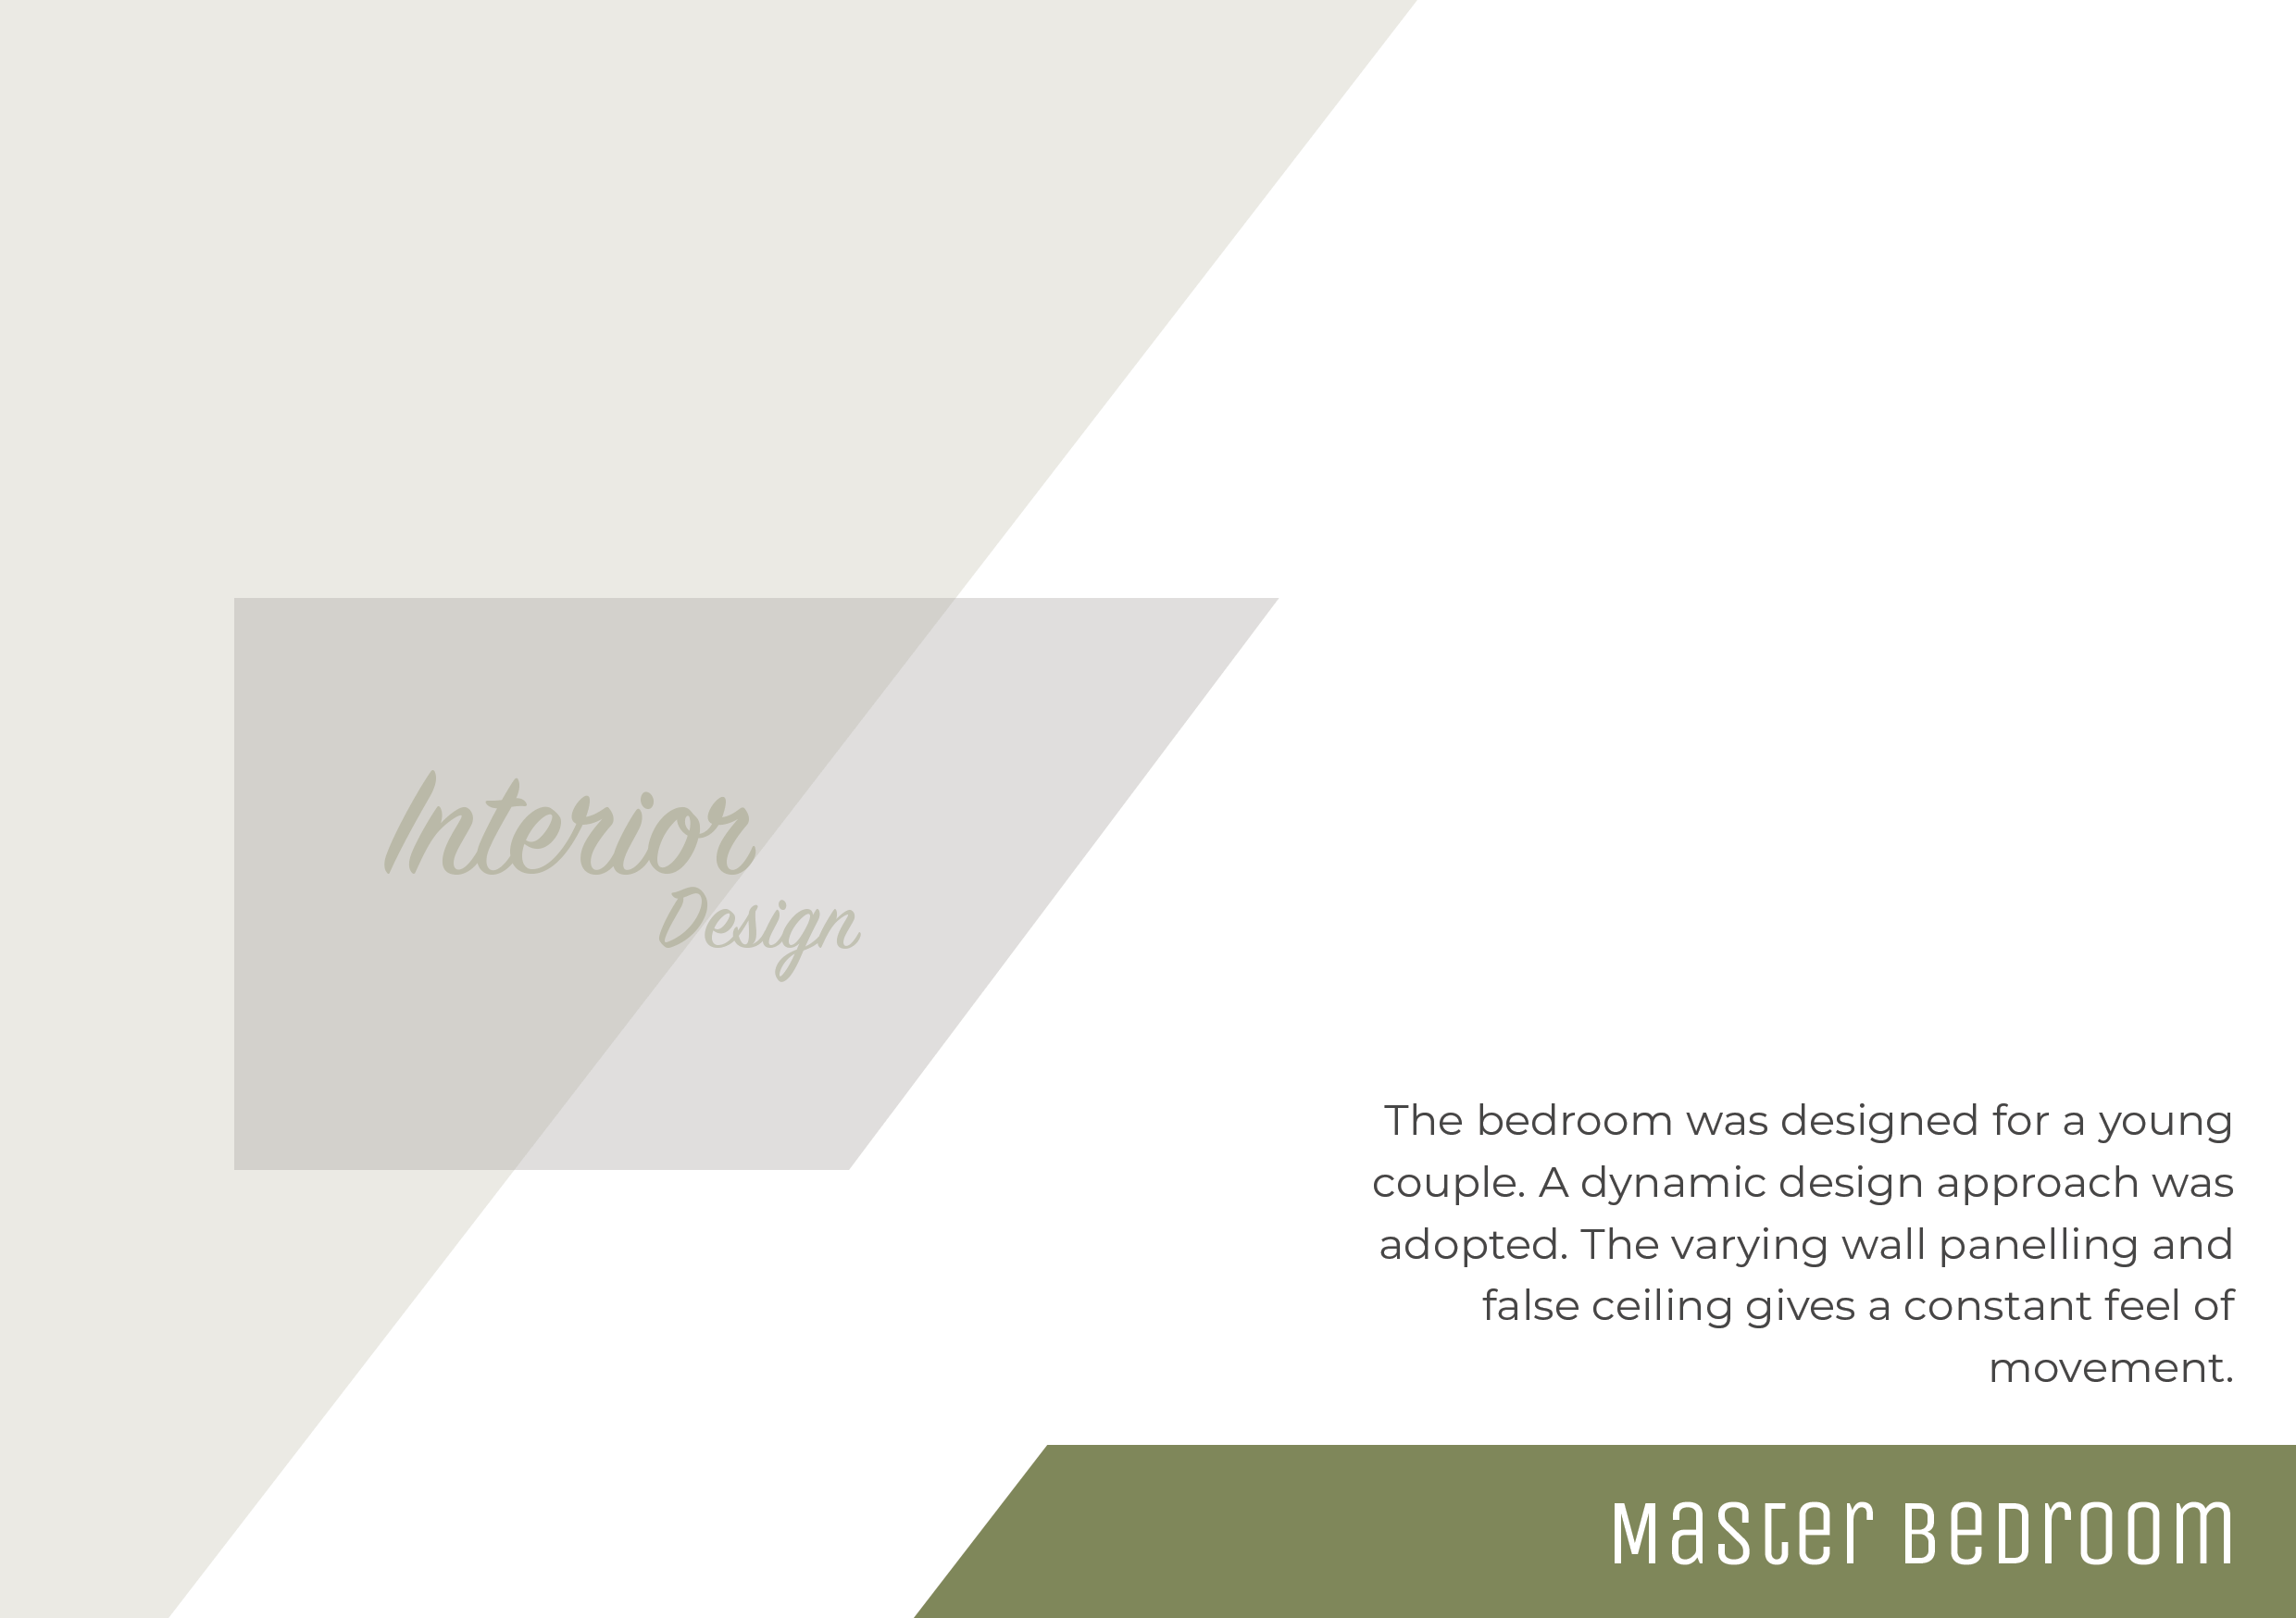 Interior
Design
The bedroom was designed for a young
couple. A dynamic design approach was
adopted. The varying wall panelling and
false ceiling gives a constant feel of
movement.
Master Bedroom